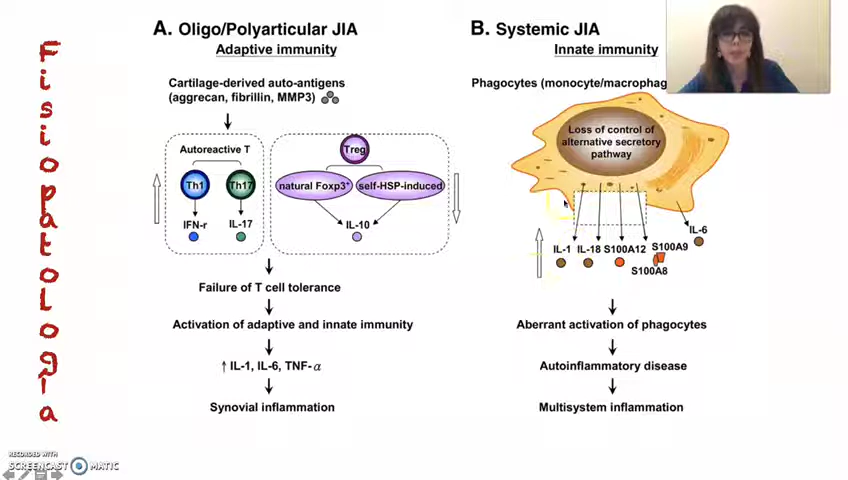 Fisiopatología
A. Oligo/Polyarticular JIA
Adaptive immunity
Cartilage-derived auto-antigens
(aggrecan, fibrillin, MMP3)
Autoreactive T
Th1
Th17
IFN-r
IL-17
Treg
natural Foxp3+
self-HSP-induced
IL-10
Failure of T cell tolerance
Activation of adaptive and innate immunity
↑ IL-1, IL-6, TNF-α
Synovial inflammation
B. Systemic JIA
Innate immunity
Phagocytes (monocyte/macrophag
Loss of control of
alternative secretory
pathway
IL-1
IL-18
S100A12
S100A9
S100A8
IL-6
Aberrant activation of phagocytes
Autoinflammatory disease
Multisystem inflammation
RECORDED WITH
SCREENCAST MATIC